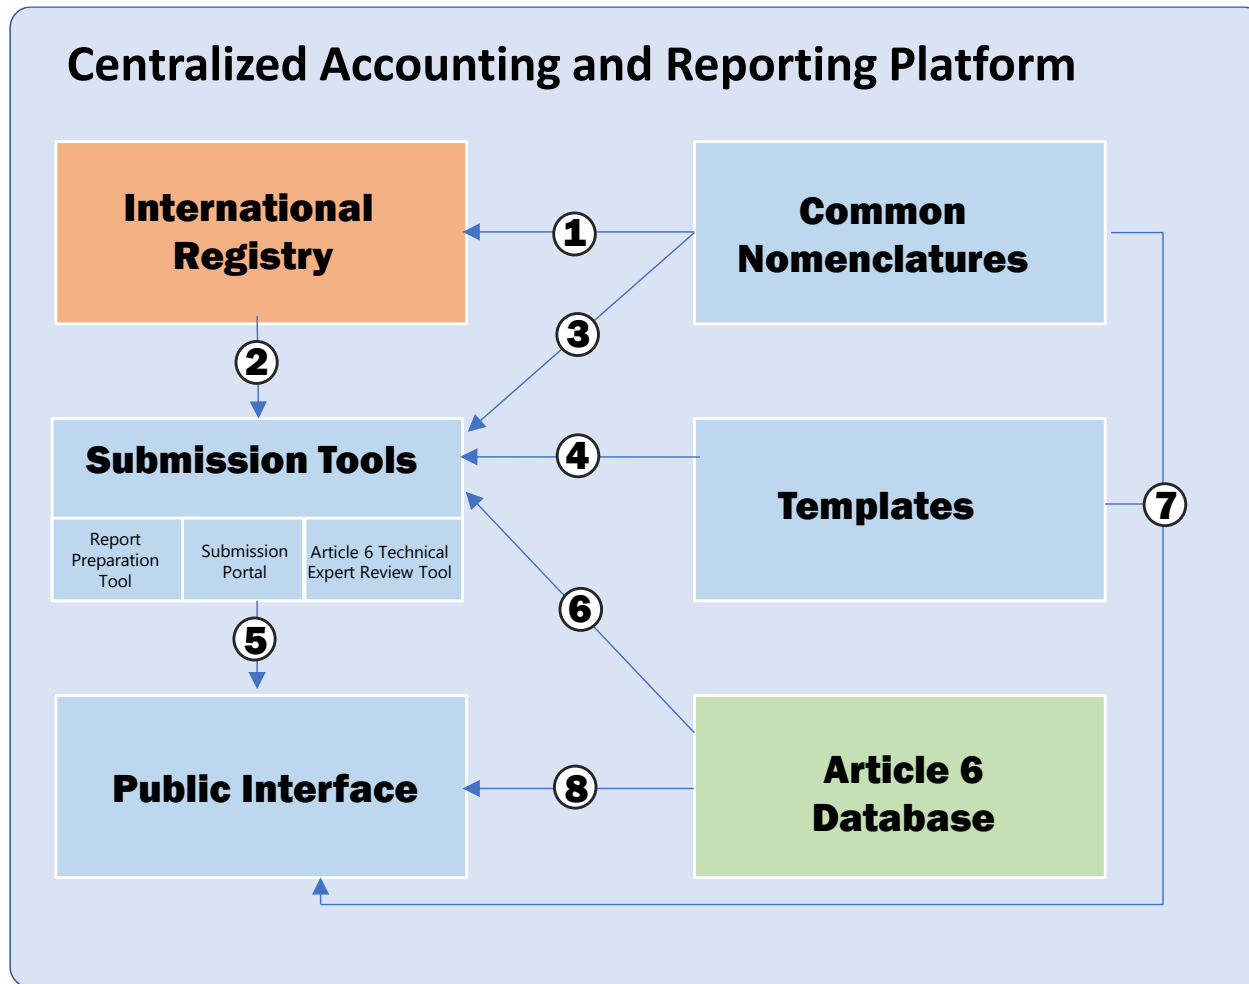 Centralized Accounting and Reporting Platform
International
Registry
1
Common
Nomenclatures
2
3
Submission Tools
4
Templates
Report
Preparation
Tool
Submission
Portal
Article 6 Technical
Expert Review Tool
7
6
5
Public Interface
8
Article 6
Database